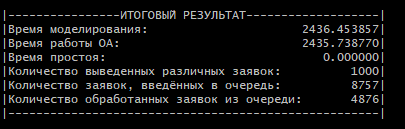 |----------------ИТОГОВЫЙ РЕЗУЛЬТАТ-------------------|
|Время моделирования: 2436.453857|
|Время работы ОА: 2435.738770|
|Время простоя: 0.000000|
|Количество выведенных различных заявок: 1000|
|Количество заявок, введённых в очередь: 8757|
|Количество обработанных заявок из очереди: 4876|
|-----------------------------------------------------|